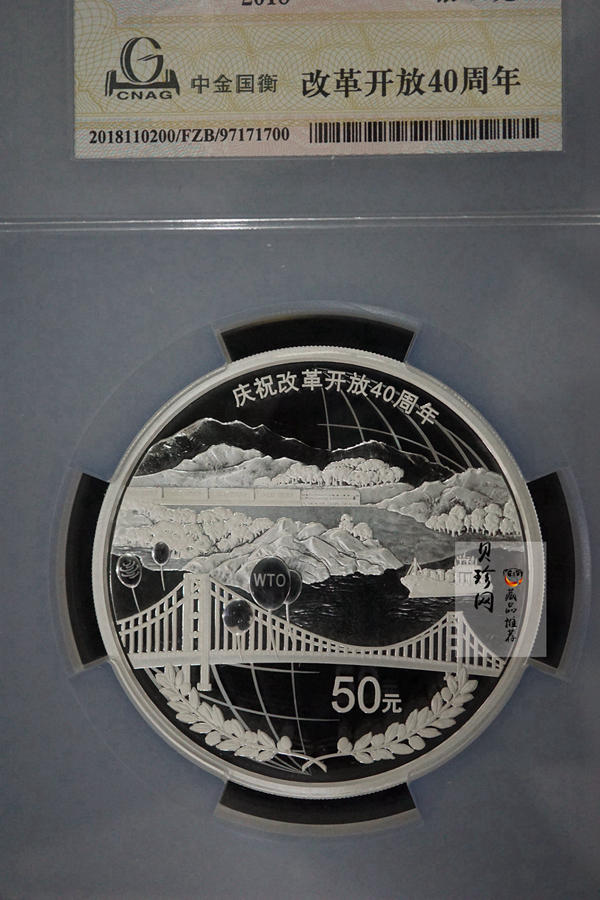 2018
CNAG
中金国衡
改革开放40周年
2018110200/FZB/97171700
庆祝改革开放40周年
WTO
50元
贝珍网
藏品
推荐